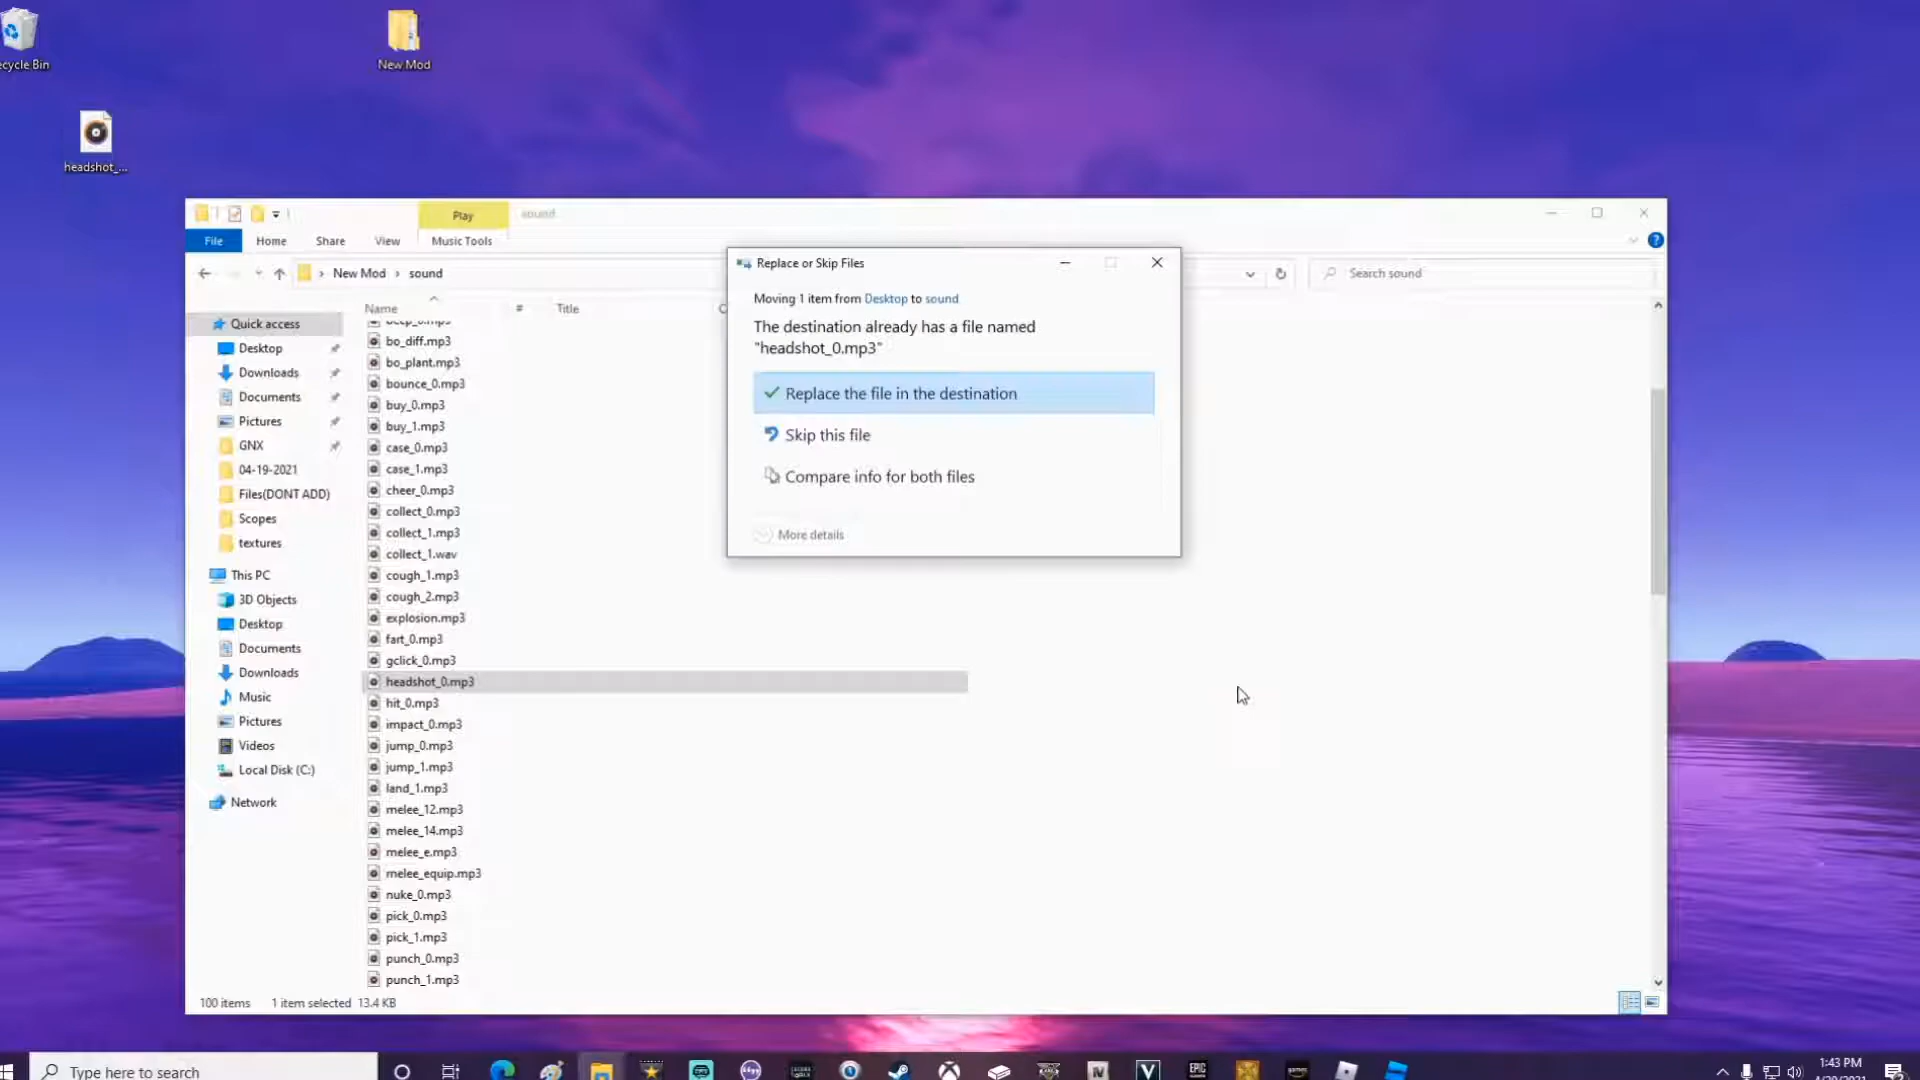 ecycle Bin
New Mod
headshot_...
Play
sound
File
Home
Share
View
Music Tools
New Mod
sound
Search sound
Name
#
Title
Quick access
Desktop
Downloads
Documents
Pictures
GNX
04-19-2021
Files(DONT ADD)
Scopes
textures
This PC
3D Objects
Desktop
Documents
Downloads
Music
Pictures
Videos
Local Disk (C:)
Network
beep_0.mp3
bo_diff.mp3
bo_plant.mp3
bounce_0.mp3
buy_0.mp3
buy_1.mp3
case_0.mp3
case_1.mp3
cheer_0.mp3
collect_0.mp3
collect_1.mp3
collect_1.wav
cough_1.mp3
cough_2.mp3
explosion.mp3
fart_0.mp3
gclick_0.mp3
headshot_0.mp3
hit_0.mp3
impact_0.mp3
jump_0.mp3
jump_1.mp3
land_1.mp3
melee_12.mp3
melee_14.mp3
melee_e.mp3
melee_equip.mp3
nuke_0.mp3
pick_0.mp3
pick_1.mp3
punch_0.mp3
punch_1.mp3
Replace or Skip Files
Moving 1 item from Desktop to sound
The destination already has a file named
"headshot_0.mp3"
Replace the file in the destination
Skip this file
Compare info for both files
More details
100 items
1 item selected 13.4 KB
Type here to search
EPIC
1:43 PM